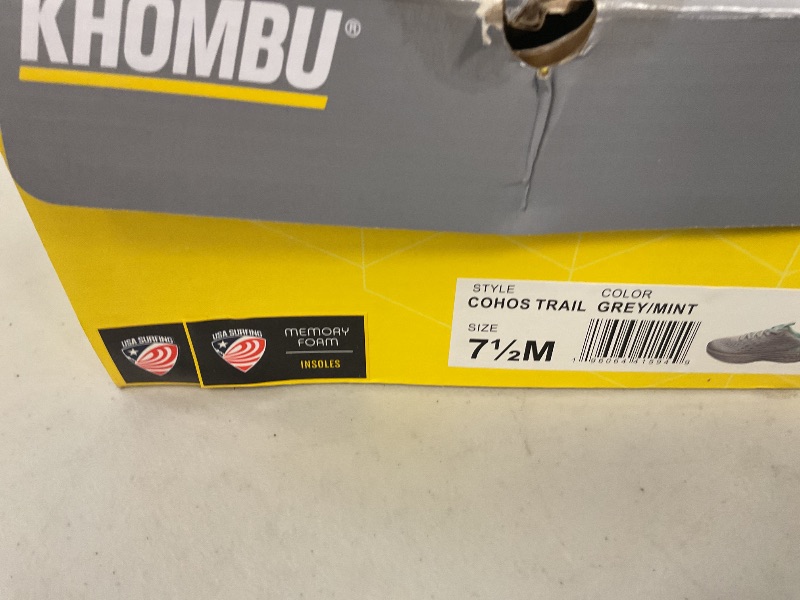 KHOMBU®
STYLE COLOR
COHOS TRAIL GREY/MINT
SIZE
7½M
USA SURFING
USA SURFING
MEMORY
FOAM
INSOLES